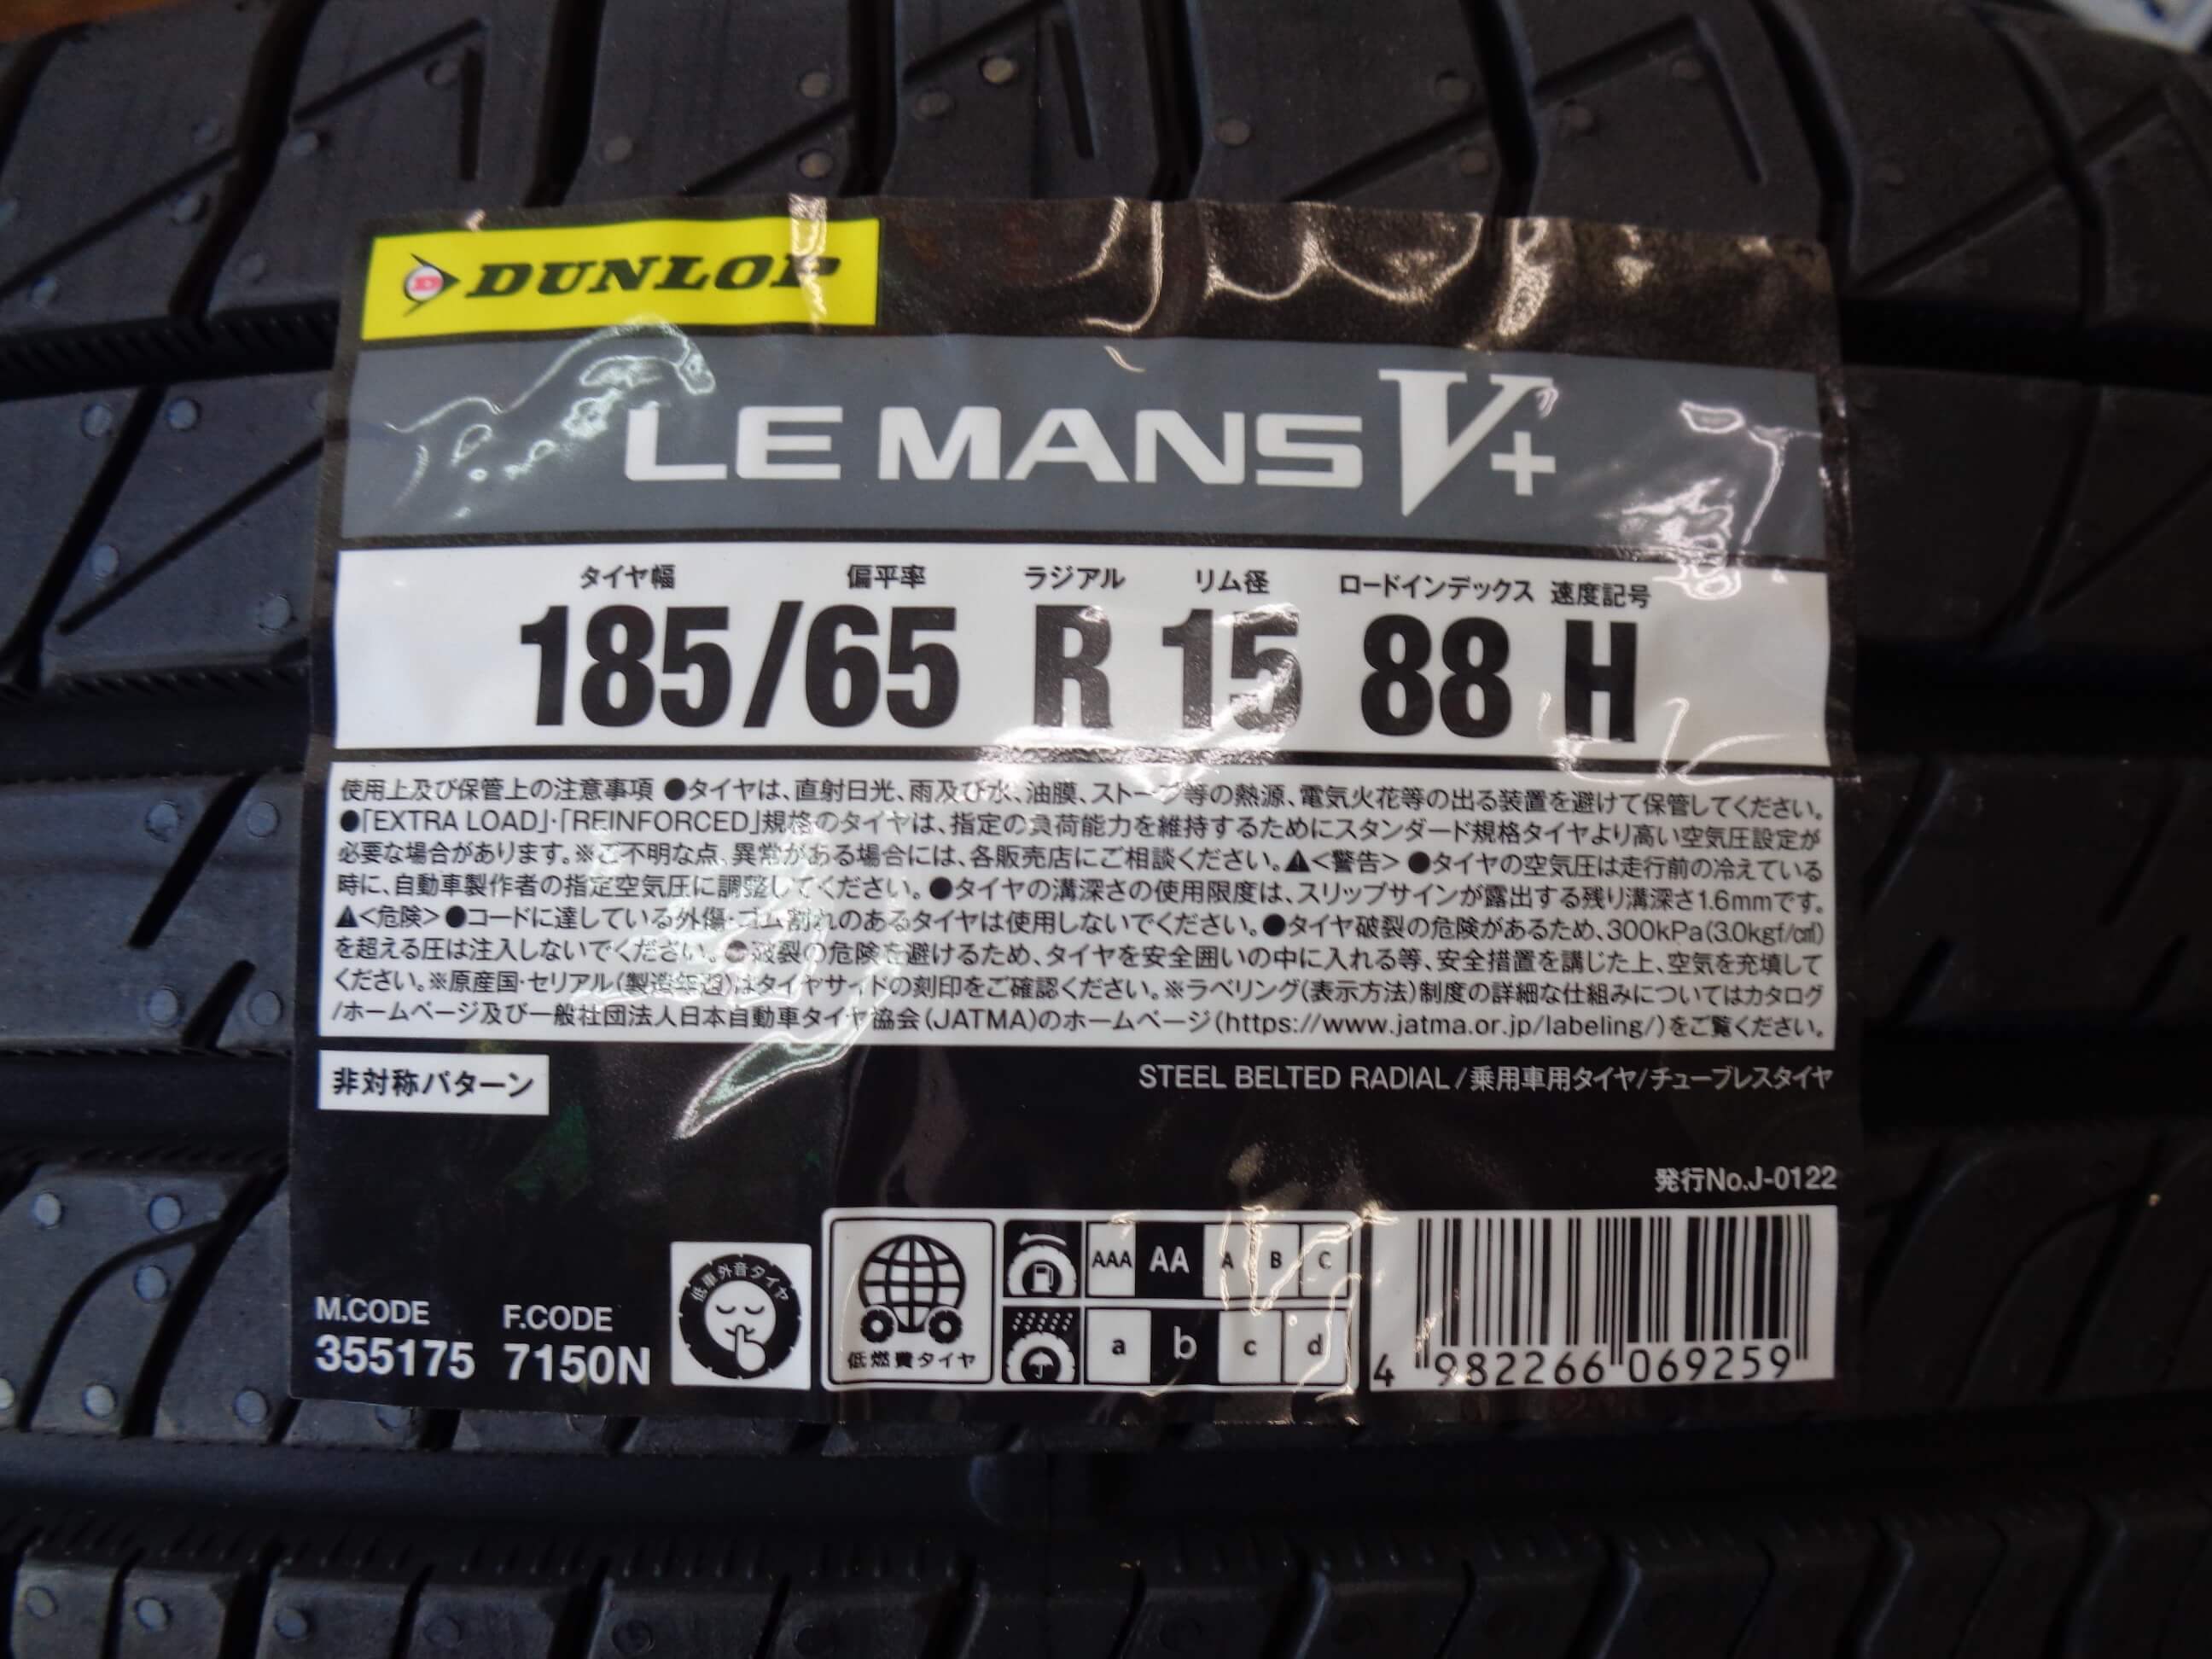 DUNLOP
LE MANS V+
タイヤ幅 偏平率 ラジアル リム径 ロードインデックス 速度記号
185/65 R 15 88 H
使用上及び保管上の注意事項 ●タイヤは、直射日光、雨及び水、油膜、ストーブ等の熱源、電気火花等の出る装置を避けて保管してください。
●「EXTRA LOAD」・「REINFORCED」規格のタイヤは、指定の負荷能力を維持するためにスタンダード規格タイヤより高い空気圧設定が
必要な場合があります。※ご不明な点、異常がある場合には、各販売店にご相談ください。⚠<警告> ●タイヤの空気圧は走行前の冷えている
時に、自動車製作者の指定空気圧に調整してください。●タイヤの溝深さの使用限度は、スリップサインが露出する残り溝深さ1.6mmです。
⚠<危険>●コードに達している外傷・ゴム割れのあるタイヤは使用しないでください。●タイヤ破裂の危険があるため、300kPa(3.0kgf/㎠)
を超える圧は注入しないでください。●破裂の危険を避けるため、タイヤを安全囲いの中に入れる等、安全措置を講じた上、空気を充填して
ください。※原産国・セリアル(製造年週)はタイヤサイドの刻印をご確認ください。※ラベリング(表示方法)制度の詳細な仕組みについてはカタログ
/ホームページ及び一般社団法人日本自動車タイヤ協会(JATMA)のホームページ(https://www.jatma.or.jp/labeling/)をご覧ください。
非対称パターン
STEEL BELTED RADIAL/乗用車用タイヤ/チューブレスタイヤ
発行No.J-0122
M.CODE F.CODE
355175 7150N
低車外音タイヤ
低燃費タイヤ
AAA AA A B C
a b c d
4 982266 069259